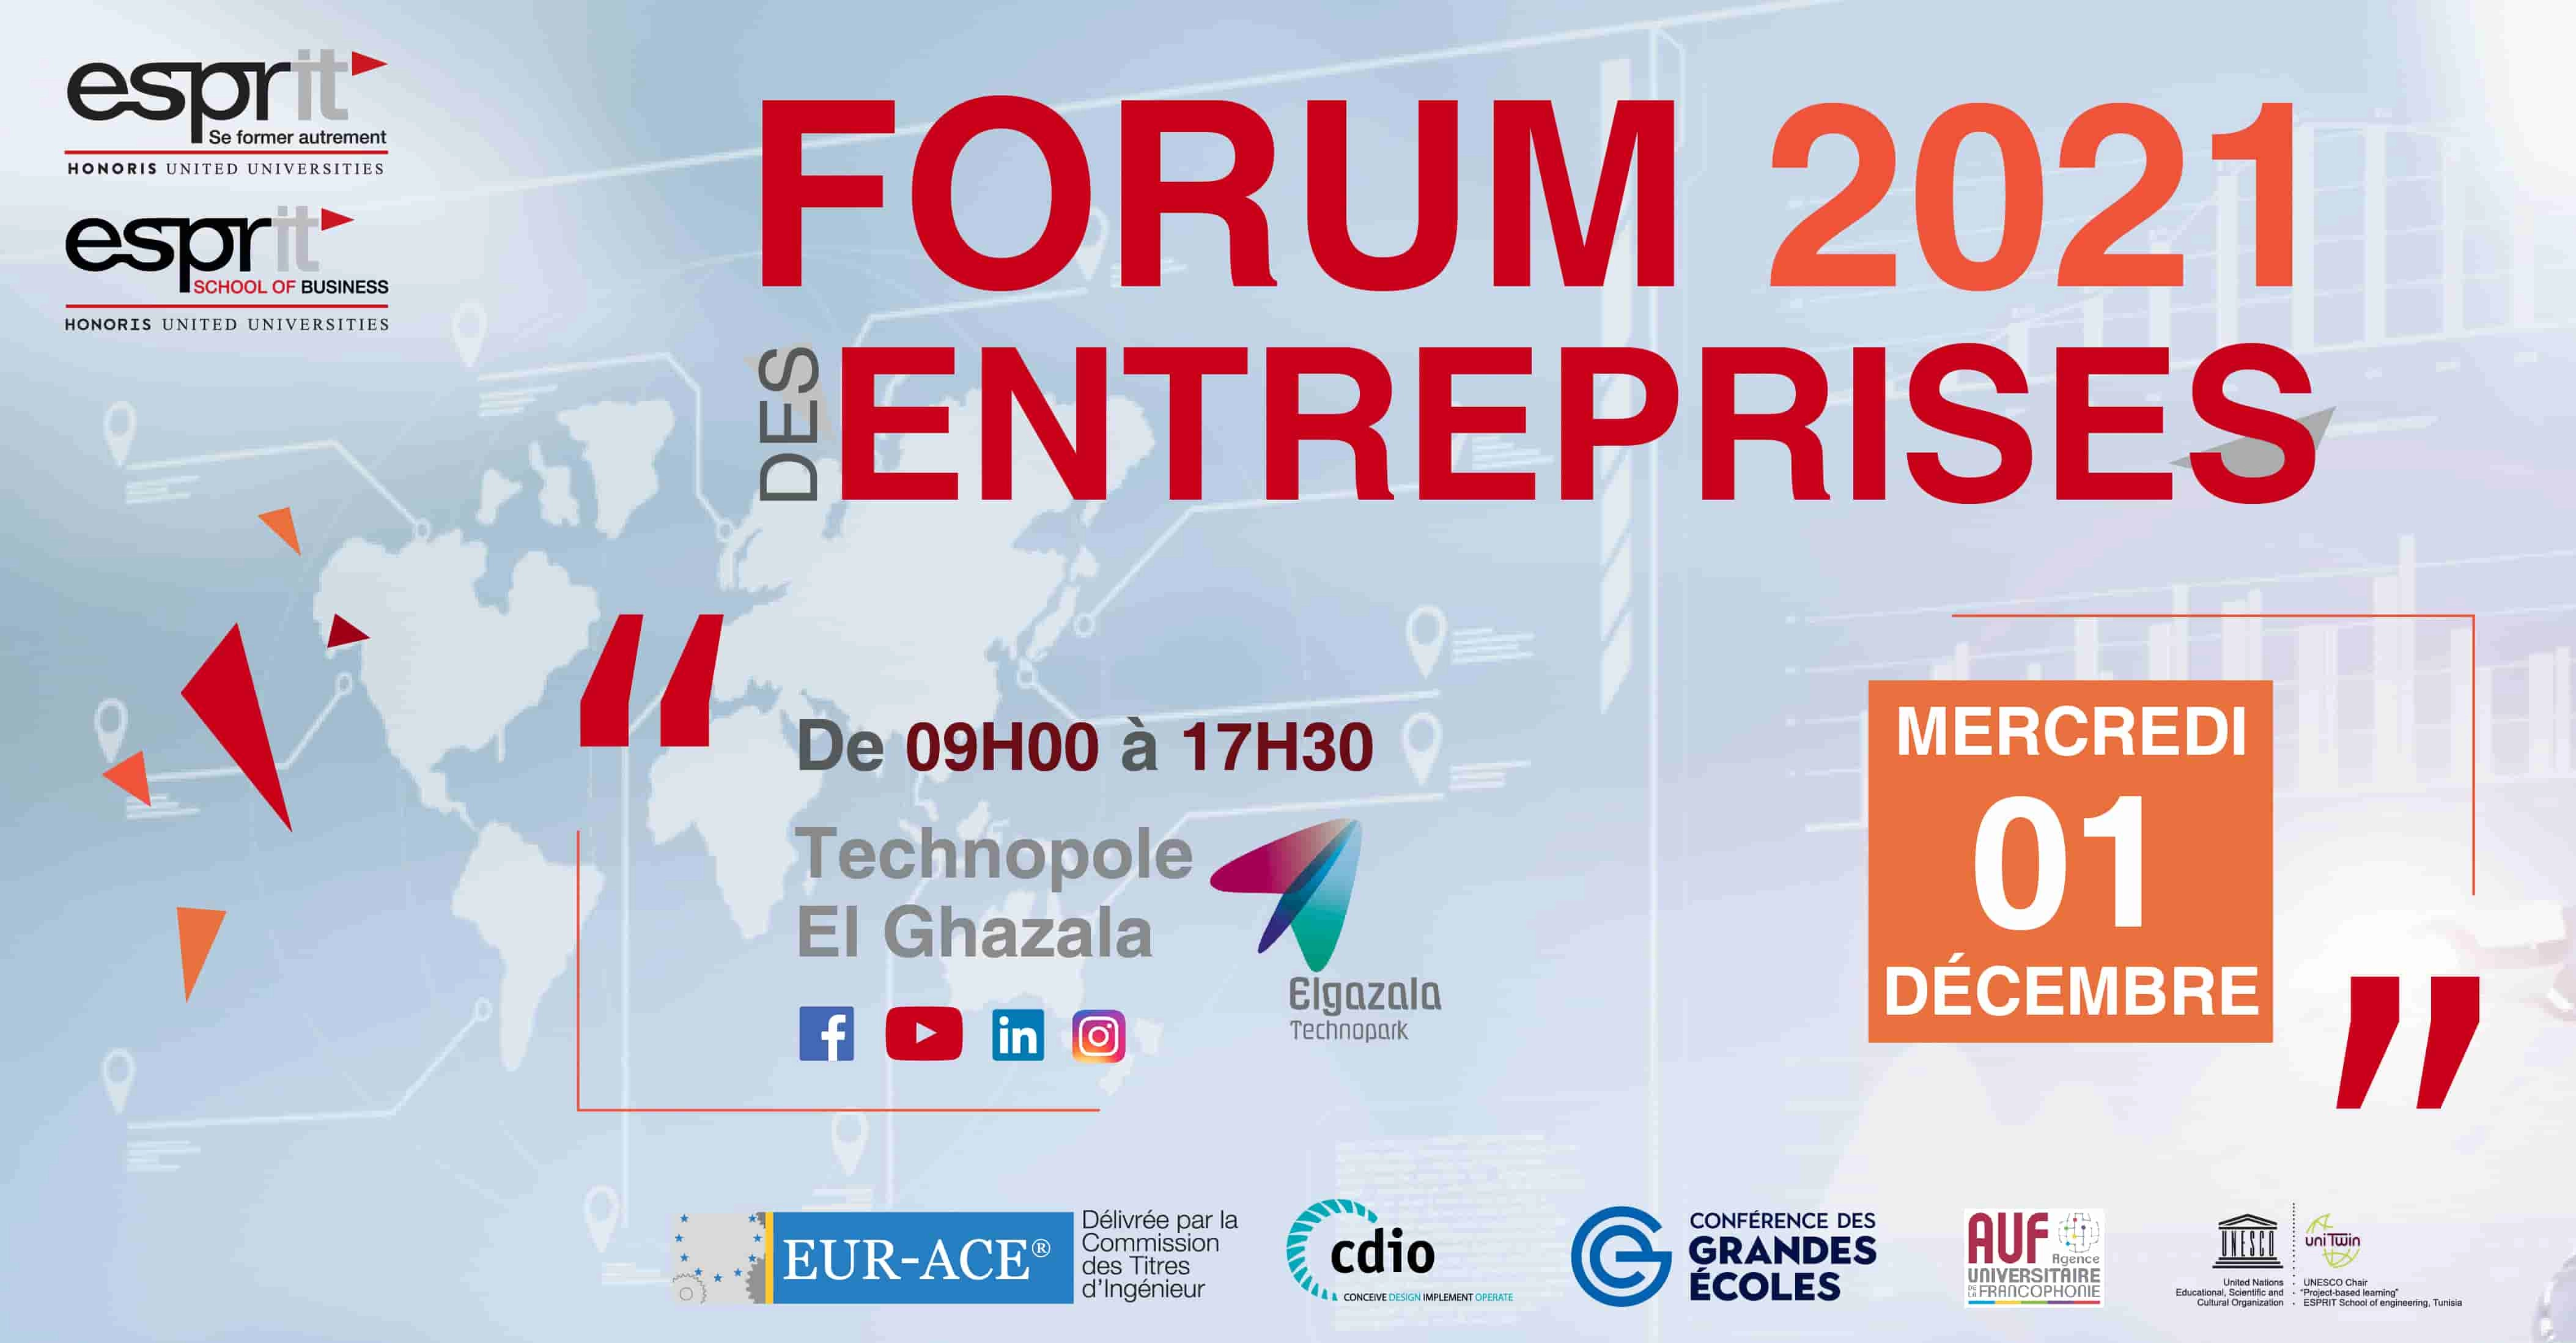 esprit
Se former autrement
HONORIS UNITED UNIVERSITIES
esprit
SCHOOL OF BUSINESS
HONORIS UNITED UNIVERSITIES
FORUM 2021
DES ENTREPRISES
“
De 09H00 à 17H30
Technopole
El Ghazala
Elgazala
Technopark
f
in
MERCREDI
01
DÉCEMBRE
”
EUR-ACE®
Délivrée par la
Commission
des Titres
d'Ingénieur
cdio
CONCEIVE DESIGN IMPLEMENT OPERATE
CONFÉRENCE DES
GRANDES
ÉCOLES
AUF
Agence
UNIVERSITAIRE
DE LA FRANCOPHONIE
UNESCO
United Nations
Educational, Scientific and
Cultural Organization
uniTwin
UNESCO Chair
"Project-based learning"
ESPRIT School of engineering, Tunisia